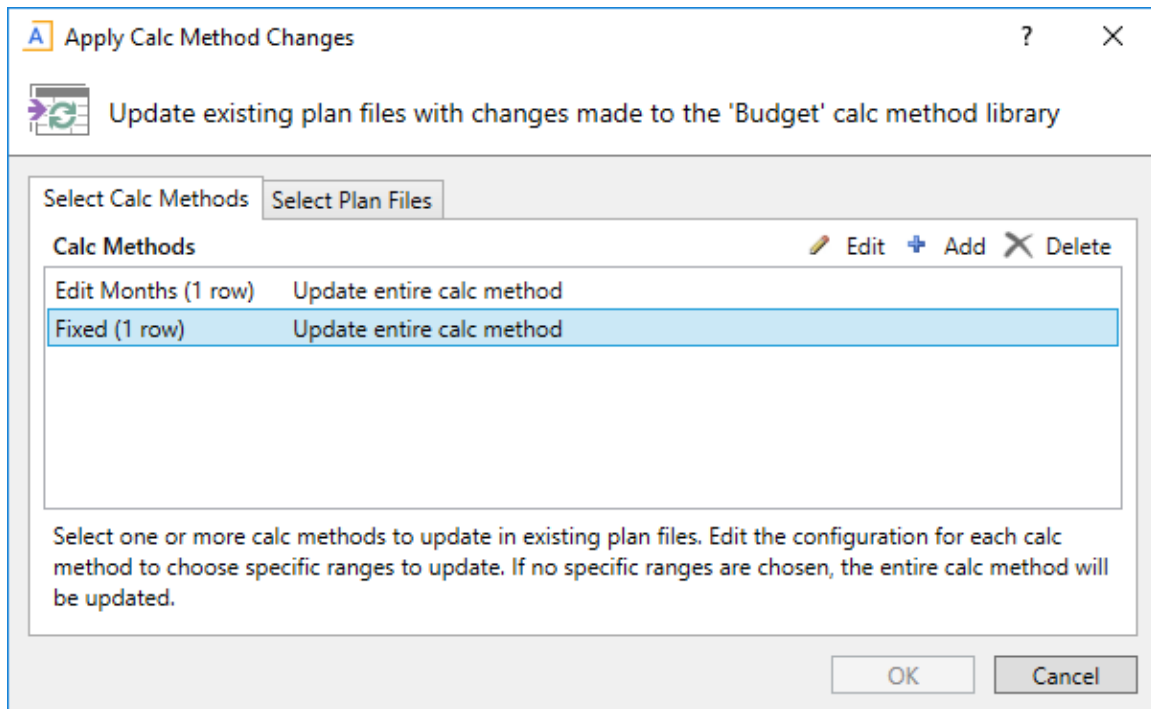 A Apply Calc Method Changes ?
Update existing plan files with changes made to the 'Budget' calc method library
Select Calc Methods Select Plan Files
Calc Methods Edit Add Delete
Edit Months (1 row) Update entire calc method
Fixed (1 row) Update entire calc method
Select one or more calc methods to update in existing plan files. Edit the configuration for each calc
method to choose specific ranges to update. If no specific ranges are chosen, the entire calc method will
be updated.
OK Cancel